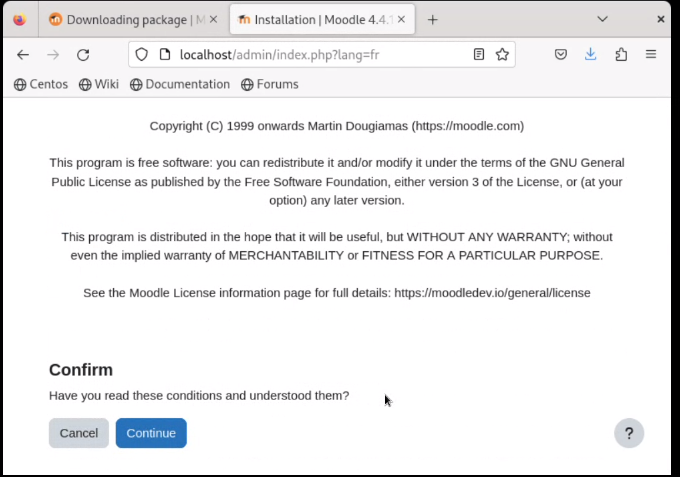 Downloading package | M
Installation | Moodle 4.4.1
localhost/admin/index.php?lang=fr
Centos Wiki Documentation Forums
Copyright (C) 1999 onwards Martin Dougiamas (https://moodle.com)
This program is free software: you can redistribute it and/or modify it under the terms of the GNU General
Public License as published by the Free Software Foundation, either version 3 of the License, or (at your
option) any later version.
This program is distributed in the hope that it will be useful, but WITHOUT ANY WARRANTY; without
even the implied warranty of MERCHANTABILITY or FITNESS FOR A PARTICULAR PURPOSE.
See the Moodle License information page for full details: https://moodledev.io/general/license
Confirm
Have you read these conditions and understood them?
Cancel Continue
?